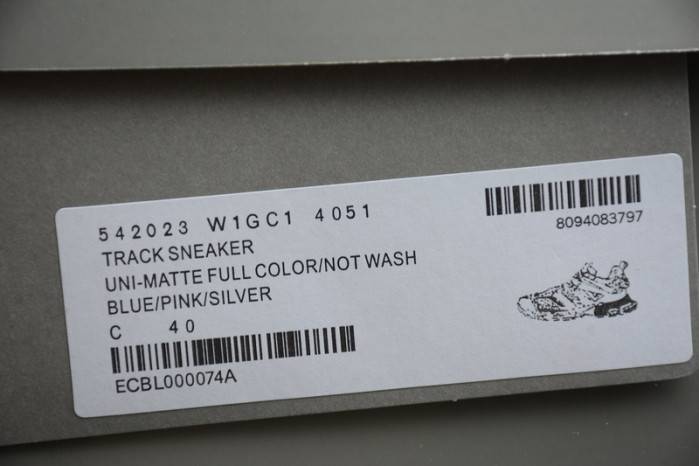 542023 W1GC1 4051
TRACK SNEAKER
UNI-MATTE FULL COLOR/NOT WASH
BLUE/PINK/SILVER
C 40
ECBL000074A
8094083797